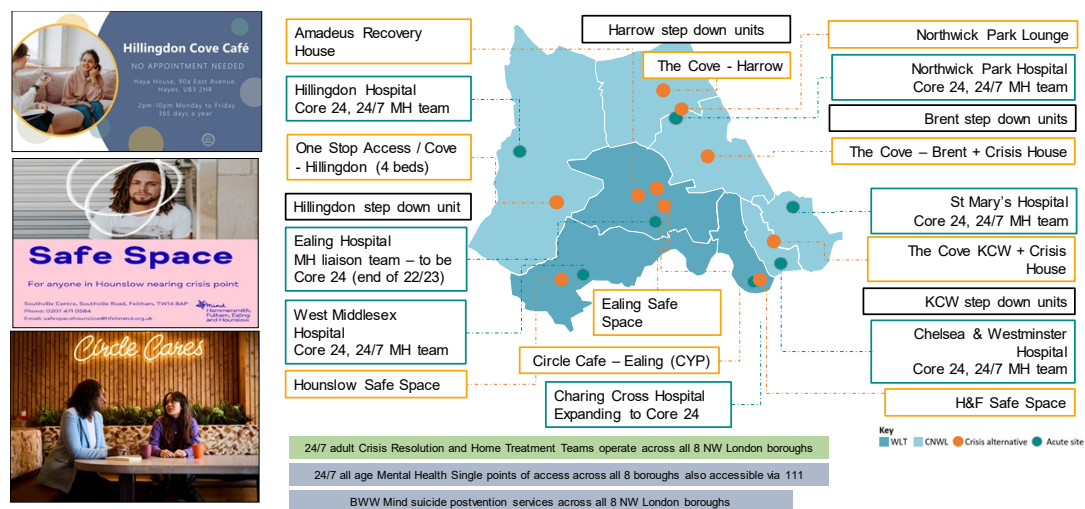 Hillingdon Cove Café
NO APPOINTMENT NEEDED
Haya House, 90a East Avenue,
Hayes, UB3 2HR
2pm-10pm Monday to Friday
365 days a year
Safe Space
For anyone in Hounslow nearing crisis point
Southville Centre, Southville Road, Feltham, TW14 8AP
Phone: 0207 471 0584
Email: safespacehounslow@hfehmind.org.uk
mind
Hammersmith,
Fulham, Ealing
and Hounslow
Circle Cares
Amadeus Recovery
House
Hillingdon Hospital
Core 24, 24/7 MH team
One Stop Access / Cove
- Hillingdon (4 beds)
Hillingdon step down unit
Ealing Hospital
MH liaison team – to be
Core 24 (end of 22/23)
West Middlesex
Hospital
Core 24, 24/7 MH team
Hounslow Safe Space
Harrow step down units
The Cove - Harrow
Ealing Safe
Space
Circle Cafe – Ealing (CYP)
Charing Cross Hospital
Expanding to Core 24
Northwick Park Lounge
Northwick Park Hospital
Core 24, 24/7 MH team
Brent step down units
The Cove – Brent + Crisis House
St Mary's Hospital
Core 24, 24/7 MH team
The Cove KCW + Crisis
House
KCW step down units
Chelsea & Westminster
Hospital
Core 24, 24/7 MH team
H&F Safe Space
Key
WLT CNWL Crisis alternative Acute site
24/7 adult Crisis Resolution and Home Treatment Teams operate across all 8 NW London boroughs
24/7 all age Mental Health Single points of access across all 8 boroughs also accessible via 111
BWW Mind suicide postvention services across all 8 NW London boroughs